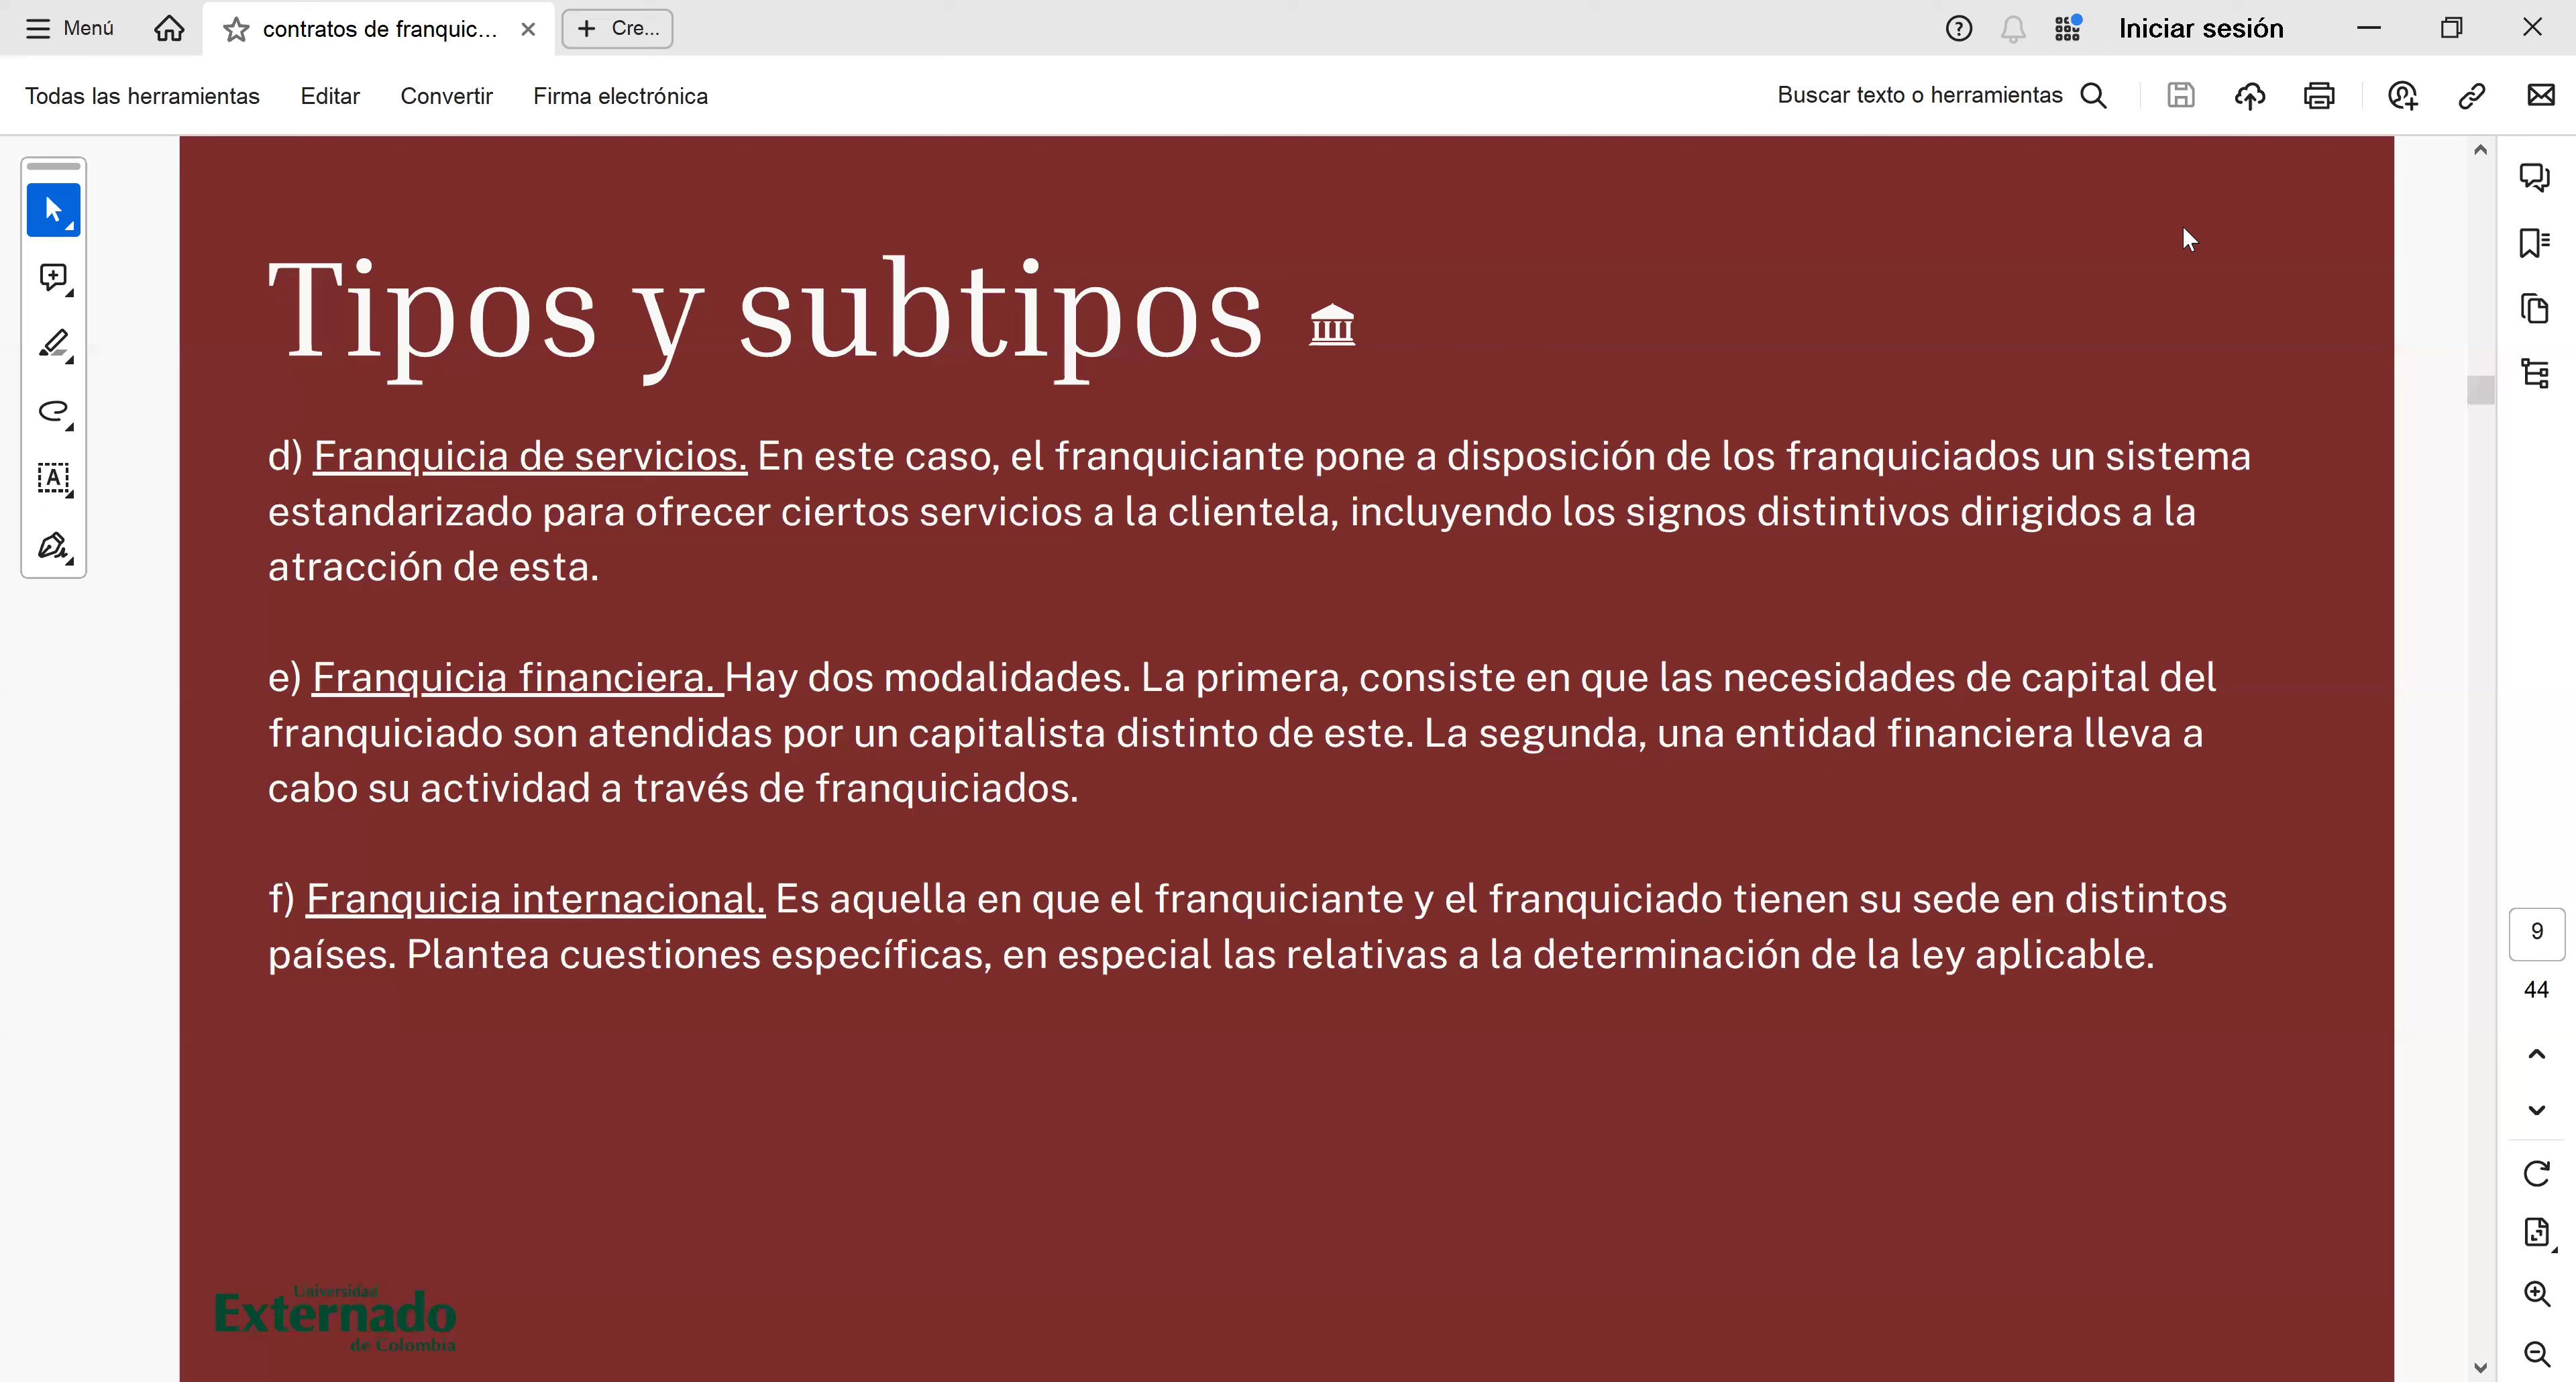 Menú
contratos de franquic...
Cre...
Iniciar sesión
Todas las herramientas
Editar
Convertir
Firma electrónica
Buscar texto o herramientas
Tipos y subtipos
d) Franquicia de servicios. En este caso, el franquiciante pone a disposición de los franquiciados un sistema
estandarizado para ofrecer ciertos servicios a la clientela, incluyendo los signos distintivos dirigidos a la
atracción de esta.
e) Franquicia financiera. Hay dos modalidades. La primera, consiste en que las necesidades de capital del
franquiciado son atendidas por un capitalista distinto de este. La segunda, una entidad financiera lleva a
cabo su actividad a través de franquiciados.
f) Franquicia internacional. Es aquella en que el franquiciante y el franquiciado tienen su sede en distintos
países. Plantea cuestiones específicas, en especial las relativas a la determinación de la ley aplicable.
9
44
Universidad
Externado
de Colombia